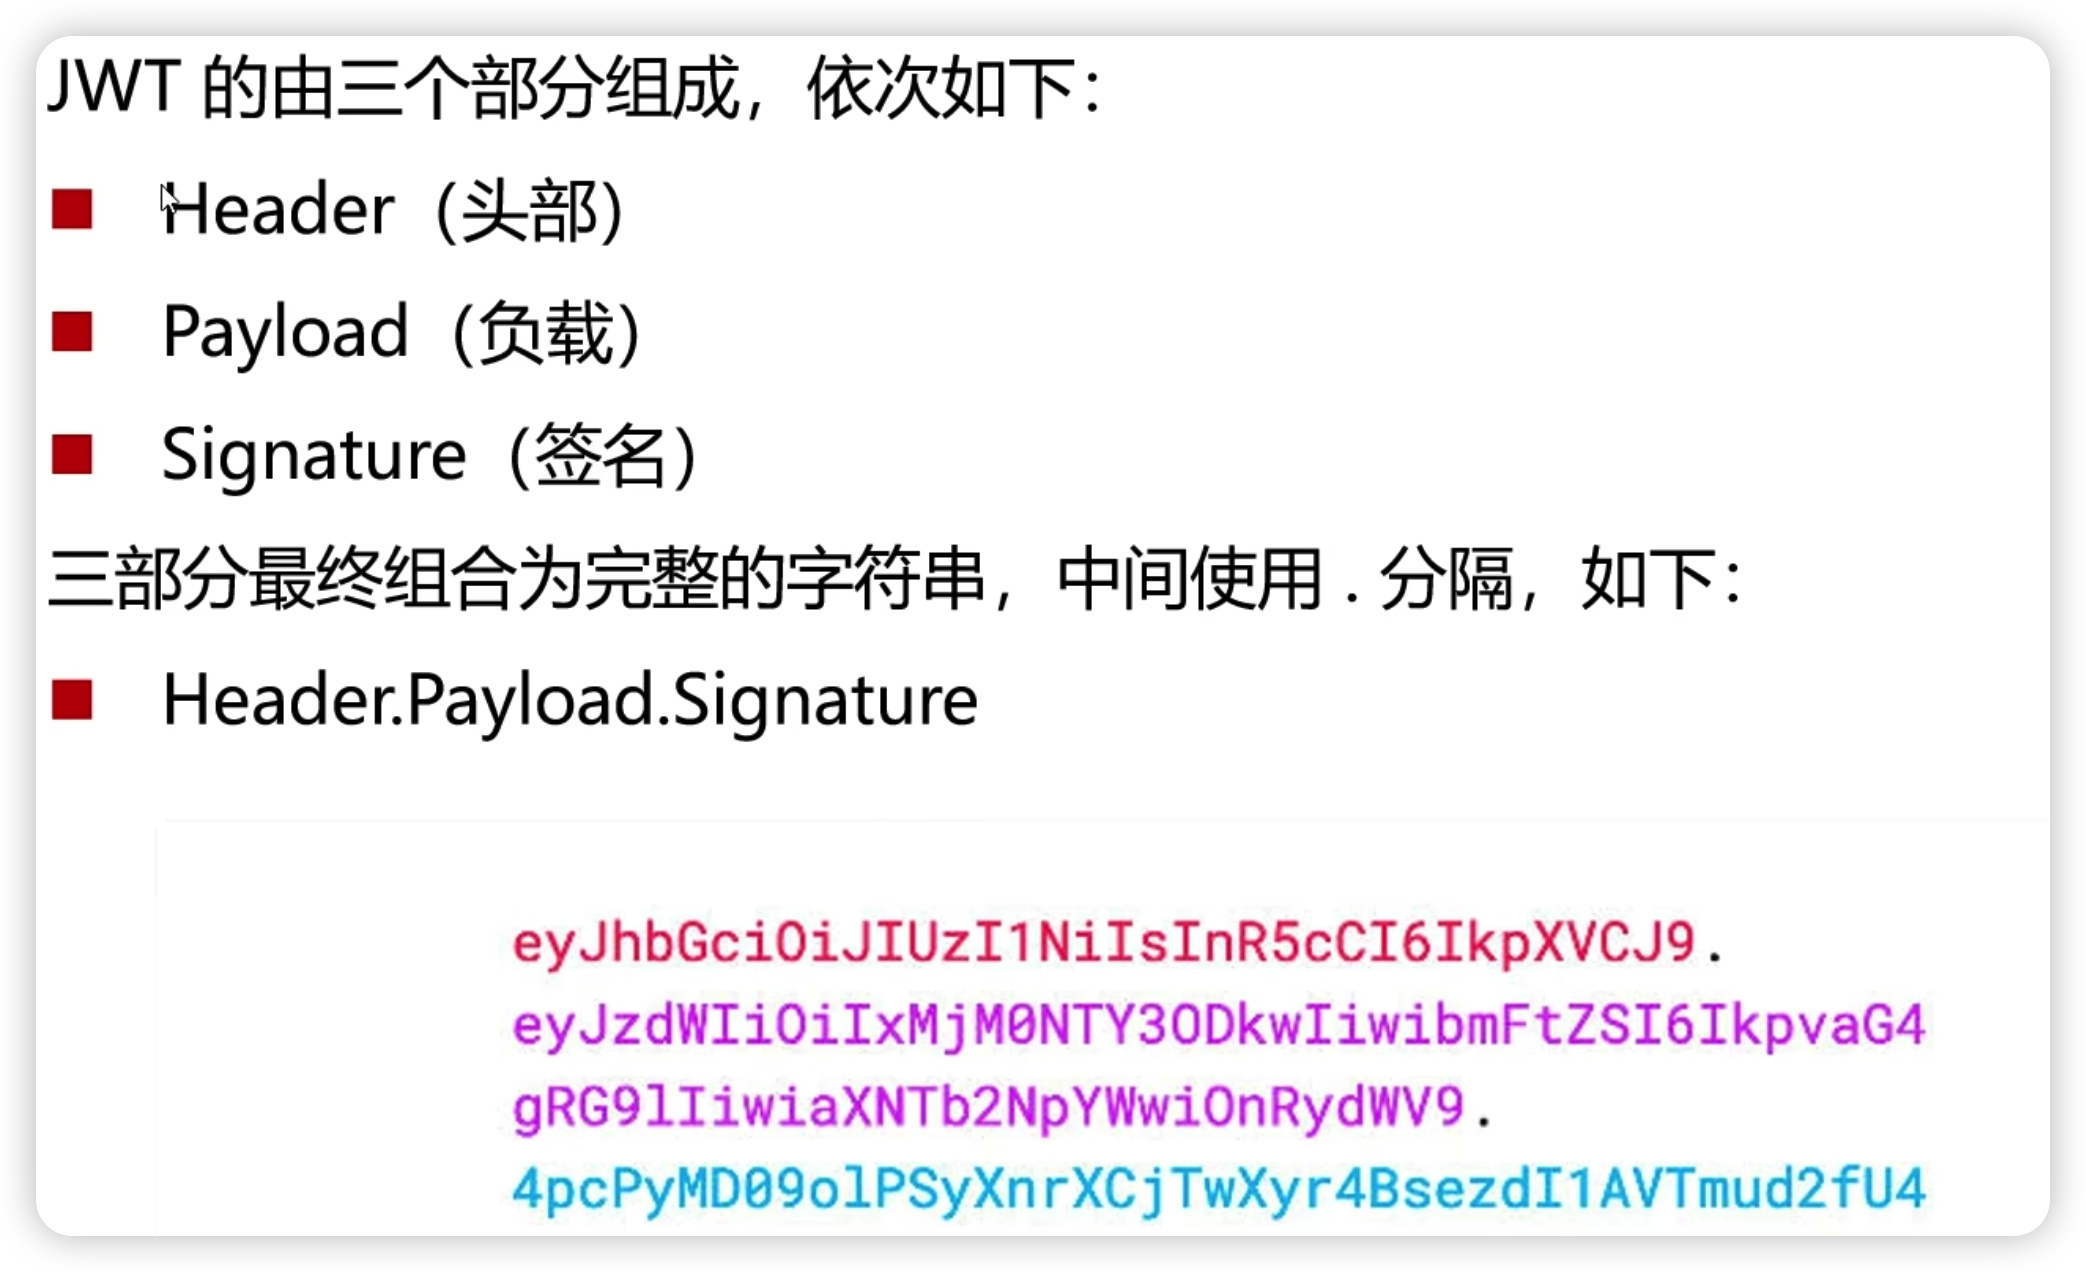 JWT 的由三个部分组成，依次如下：
Header（头部）
Payload（负载）
Signature（签名）
三部分最终组合为完整的字符串，中间使用 . 分隔，如下：
Header.Payload.Signature
eyJhbGciOiJIUzI1NiIsInR5cCI6IkpXVCJ9.
eyJzdWIiOiIxMjM0NTY3ODkwIiwibmFtZSI6IkpvaG4
gRG9lIiwiaXNTb2NpYWwiOnRydWV9.
4pcPyMD09olPSyXnrXCjTwXyr4BsezdI1AVTmud2fU4